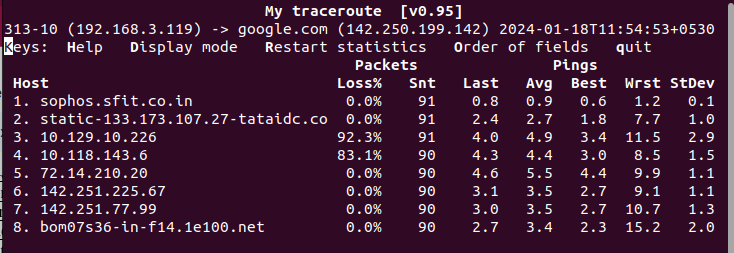 My traceroute  [v0.95]
313-10 (192.168.3.119) -> google.com (142.250.199.142) 2024-01-18T11:54:53+0530
Keys:  Help   Display mode   Restart statistics   Order of fields   quit
Packets               Pings
Host                                Loss%   Snt   Last   Avg  Best  Wrst StDev
1. sophos.sfit.co.in                0.0%    91    0.8   0.9   0.6   1.2   0.1
2. static-133.173.107.27-tataidc.co  0.0%    91    2.4   2.7   1.8   7.7   1.0
3. 10.129.10.226                   92.3%    91    4.0   4.9   3.4  11.5   2.9
4. 10.118.143.6                    83.1%    90    4.3   4.4   3.0   8.5   1.5
5. 72.14.210.20                     0.0%    90    4.6   5.5   4.4   9.9   1.1
6. 142.251.225.67                   0.0%    90    3.1   3.5   2.7   9.1   1.1
7. 142.251.77.99                    0.0%    90    3.0   3.5   2.7  10.7   1.3
8. bom07s36-in-f14.1e100.net        0.0%    90    2.7   3.4   2.3  15.2   2.0